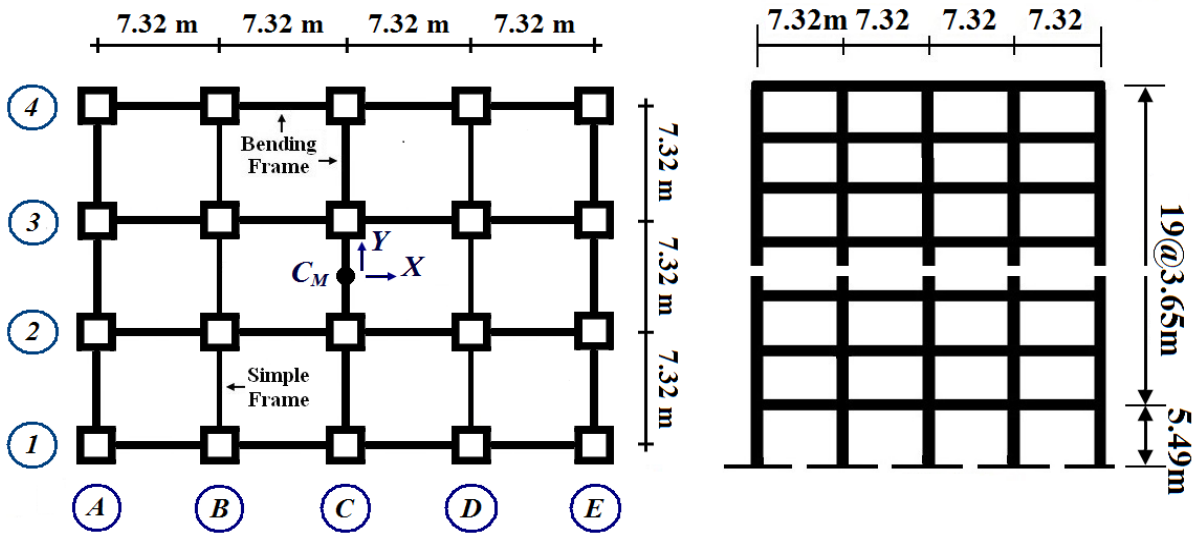 7.32 m 7.32 m 7.32 m 7.32 m
4
Bending
Frame
3
Y
X
CM
2
Simple
Frame
1
A B C D E
7.32 m
7.32 m
7.32 m
7.32m 7.32 7.32 7.32
19@3.65m
5.49m